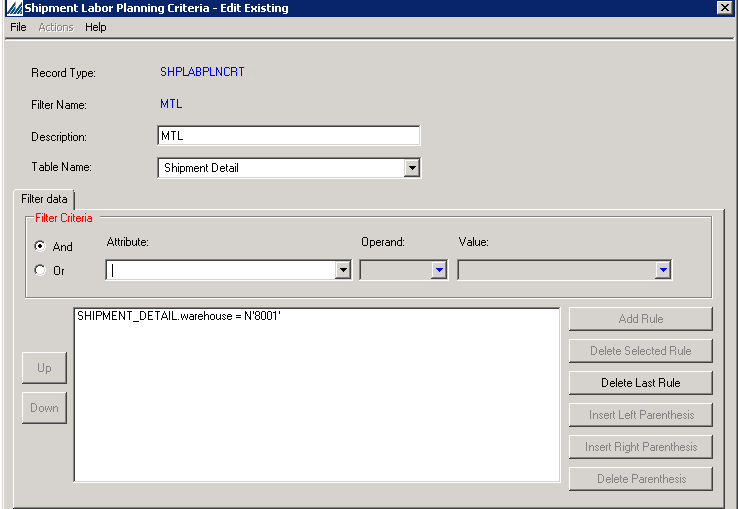 Shipment Labor Planning Criteria - Edit Existing
File Actions Help
Record Type: SHPLABPLNCRT
Filter Name: MTL
Description: MTL
Table Name: Shipment Detail
Filter data
Filter Criteria
And
Or
Attribute: Operand: Value:
SHIPMENT_DETAIL.warehouse = N'8001'
Up
Down
Add Rule
Delete Selected Rule
Delete Last Rule
Insert Left Parenthesis
Insert Right Parenthesis
Delete Parenthesis